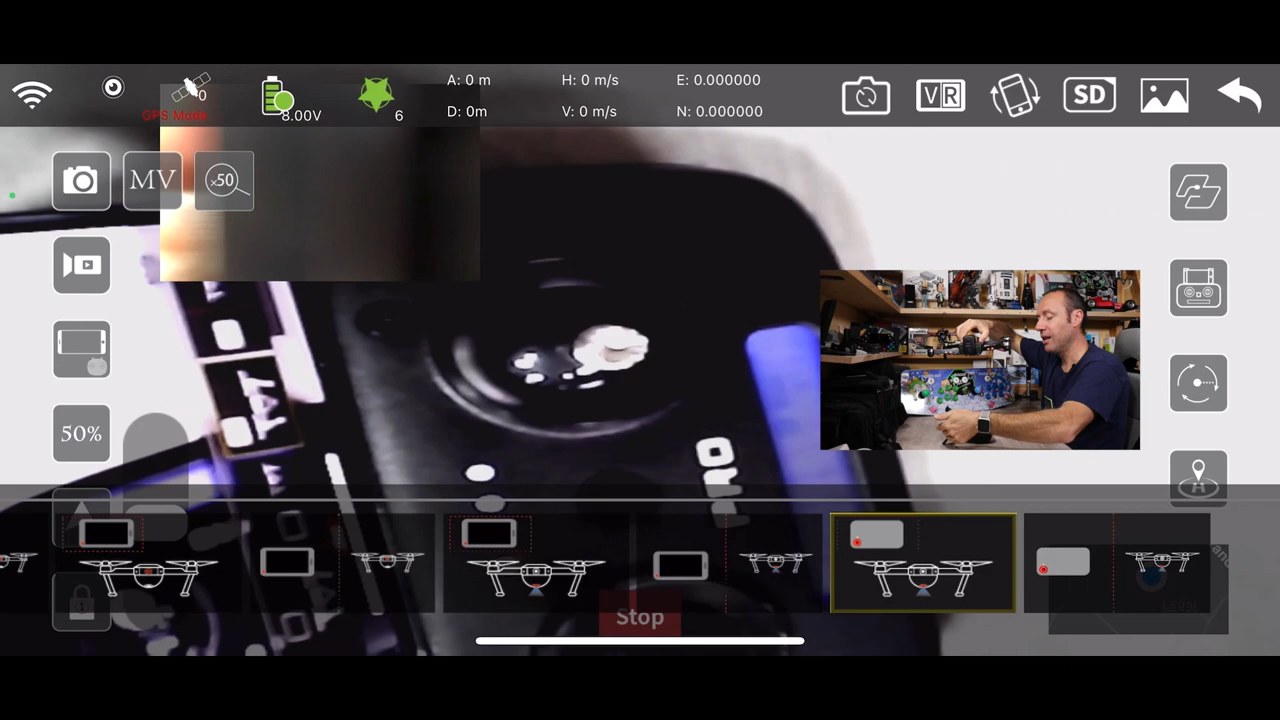 A: 0 m
H: 0 m/s
E: 0.000000
0
GPS Mode
8.00V
6
D: 0m
V: 0 m/s
N: 0.000000
VR
SD
MV
x50
50%
H
Stop